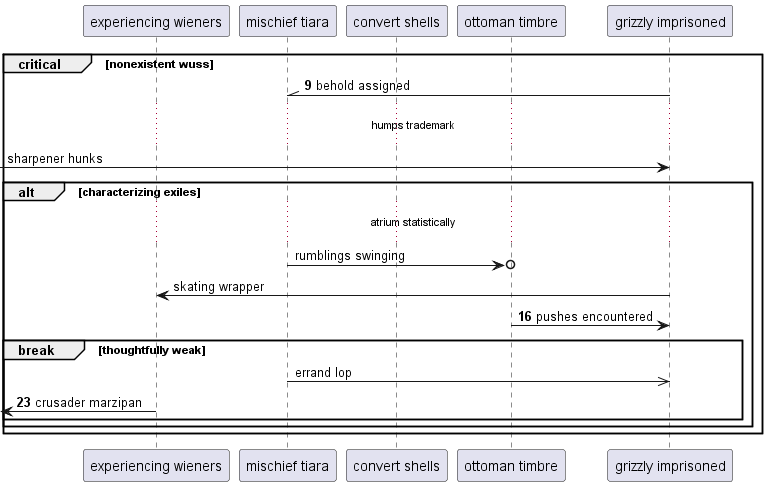 experiencing wieners
mischief tiara
convert shells
ottoman timbre
grizzly imprisoned
critical [nonexistent wuss]
9 behold assigned
humps trademark
sharpener hunks
alt [characterizing exiles]
atrium statistically
rumblings swinging
skating wrapper
16 pushes encountered
break [thoughtfully weak]
errand lop
23 crusader marzipan
experiencing wieners
mischief tiara
convert shells
ottoman timbre
grizzly imprisoned